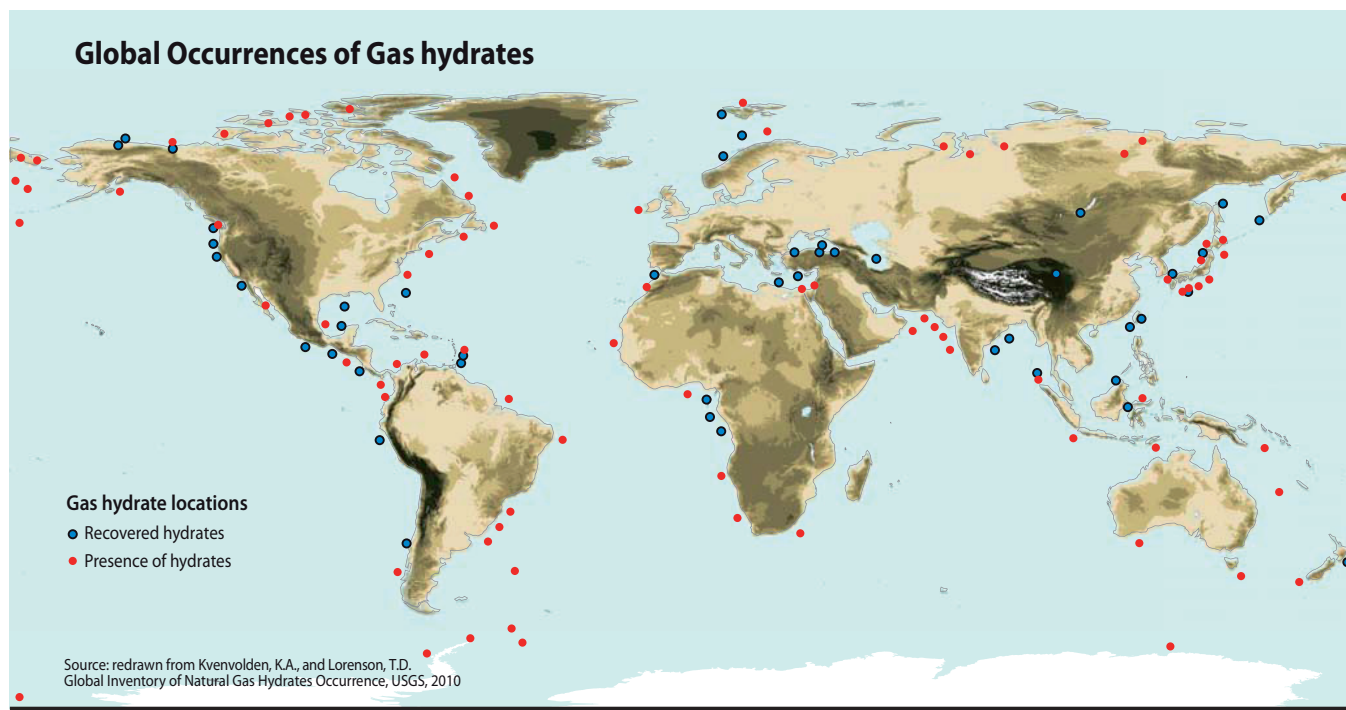 Global Occurrences of Gas hydrates
Gas hydrate locations
Recovered hydrates
Presence of hydrates
Source: redrawn from Kvenvolden, K.A., and Lorenson, T.D.
Global Inventory of Natural Gas Hydrates Occurrence, USGS, 2010